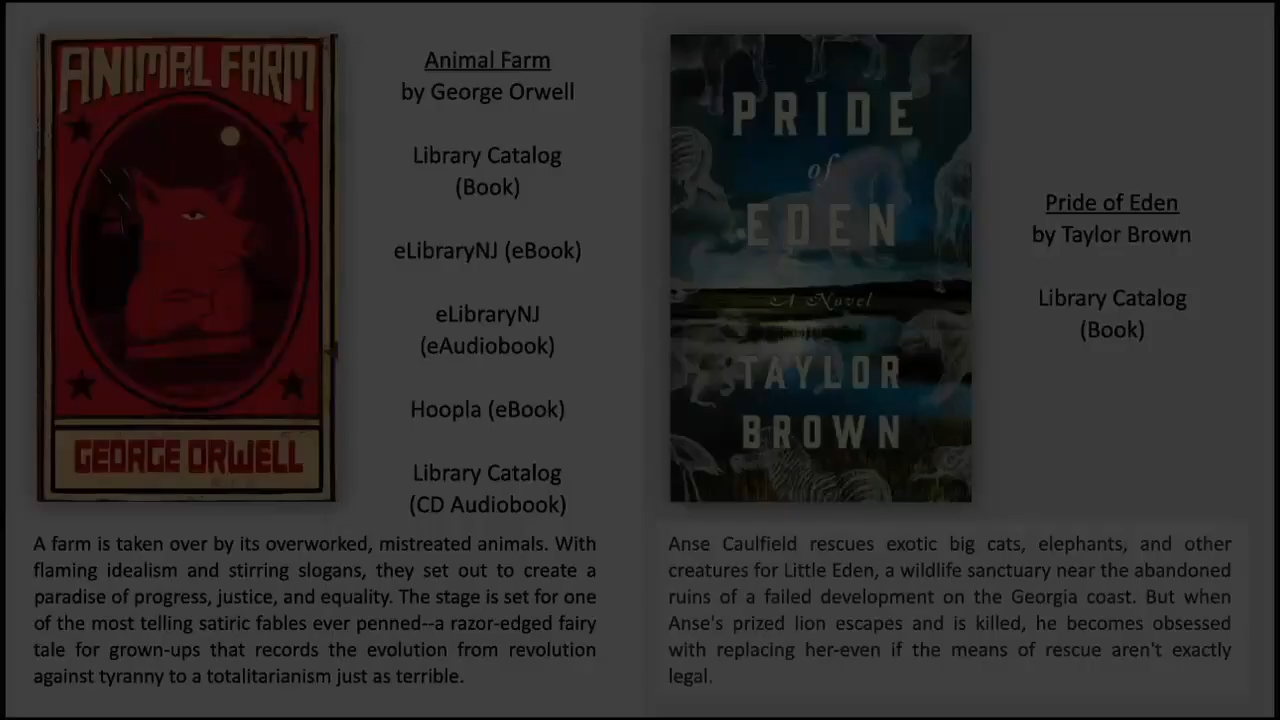 ANIMAL FARM
GEORGE ORWELL
Animal Farm
by George Orwell
Library Catalog
(Book)
eLibraryNJ (eBook)
eLibraryNJ
(eAudiobook)
Hoopla (eBook)
Library Catalog
(CD Audiobook)
A farm is taken over by its overworked, mistreated animals. With
flaming idealism and stirring slogans, they set out to create a
paradise of progress, justice, and equality. The stage is set for one
of the most telling satiric fables ever penned--a razor-edged fairy
tale for grown-ups that records the evolution from revolution
against tyranny to a totalitarianism just as terrible.
PRIDE
of
EDEN
A Novel
TAYLOR
BROWN
Pride of Eden
by Taylor Brown
Library Catalog
(Book)
Anse Caulfield rescues exotic big cats, elephants, and other
creatures for Little Eden, a wildlife sanctuary near the abandoned
ruins of a failed development on the Georgia coast. But when
Anse's prized lion escapes and is killed, he becomes obsessed
with replacing her-even if the means of rescue aren't exactly
legal.